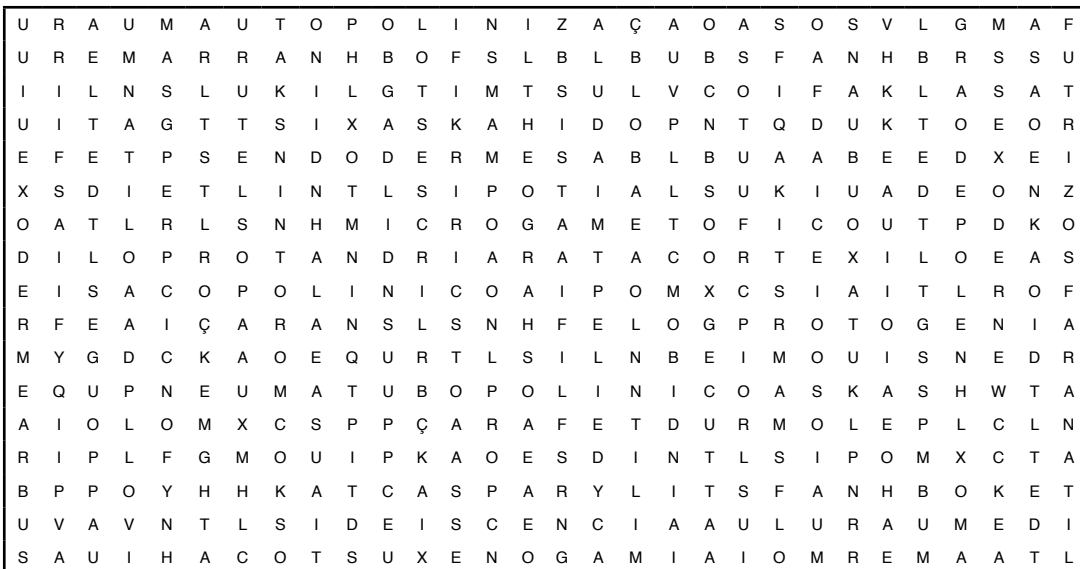 U R A U M A U T O P O L I N I Z A Ç A O A S O S V L G M A F
U R E M A R R A N H B O F S L B L B U B S F A N H B R S S U
I I L N S L U K I L G T I M T S U L V C O I F A K L A S A T
U I T A G T T S I X A S K A H I D O P N T Q D U K T O E O R
E F E T P S E N D O D E R M E S A B L B U A A B E E D X E I
X S D I E T L I N T L S I P O T I A L S U K I U A D E O N Z
O A T L R L S N H M I C R O G A M E T O F I C O U T P D K O
D I L O P R O T A N D R I A R A T A C O R T E X I L O E A S
E I S A C O P O L I N I C O A I P O M X C S I A I T L R O F
R F E A I Ç A R A N S L S N H F E L O G P R O T O G E N I A
M Y G D C K A O E Q U R T L S I L N B E I M O U I S N E D R
E Q U P N E U M A T U B O P O L I N I C O A S K A S H W T A
A I O L O M X C S P P Ç A R A F E T D U R M O L E P L C L N
R I P L F G M O U I P K A O E S D I N T L S I P O M X C T A
B P P O Y H H K A T C A S P A R Y L I T S F A N H B O K E T
U V A V N T L S I D E I S C E N C I A A U L U R A U M E D I
S A U I H A C O T S U X E N O G A M I A I O M R E M A A T L